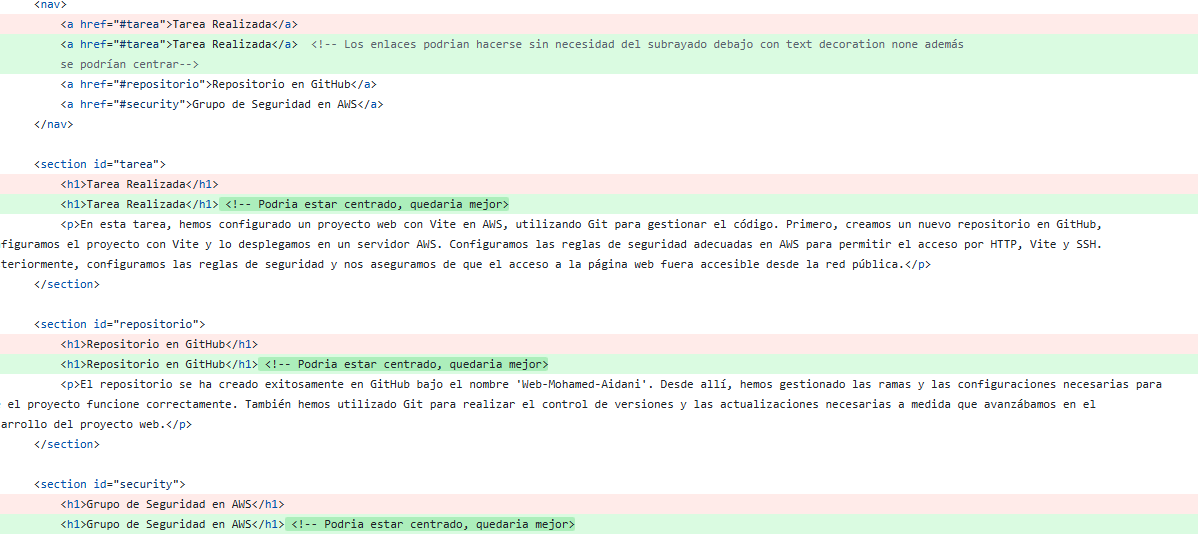 <nav>
<a href="#tarea">Tarea Realizada</a>
<a href="#tarea">Tarea Realizada</a>  <!-- Los enlaces podrian hacerse sin necesidad del subrayado debajo con text decoration none además
se podrían centrar-->
<a href="#repositorio">Repositorio en GitHub</a>
<a href="#security">Grupo de Seguridad en AWS</a>
</nav>
<section id="tarea">
<h1>Tarea Realizada</h1>
<h1>Tarea Realizada</h1> <!-- Podria estar centrado, quedaria mejor>
<p>En esta tarea, hemos configurado un proyecto web con Vite en AWS, utilizando Git para gestionar el código. Primero, creamos un nuevo repositorio en GitHub,
figuramos el proyecto con Vite y lo desplegamos en un servidor AWS. Configuramos las reglas de seguridad adecuadas en AWS para permitir el acceso por HTTP, Vite y SSH.
teriormente, configuramos las reglas de seguridad y nos aseguramos de que el acceso a la página web fuera accesible desde la red pública.</p>
</section>
<section id="repositorio">
<h1>Repositorio en GitHub</h1>
<h1>Repositorio en GitHub</h1> <!-- Podria estar centrado, quedaria mejor>
<p>El repositorio se ha creado exitosamente en GitHub bajo el nombre 'Web-Mohamed-Aidani'. Desde allí, hemos gestionado las ramas y las configuraciones necesarias para
el proyecto funcione correctamente. También hemos utilizado Git para realizar el control de versiones y las actualizaciones necesarias a medida que avanzábamos en el
arrollo del proyecto web.</p>
</section>
<section id="security">
<h1>Grupo de Seguridad en AWS</h1>
<h1>Grupo de Seguridad en AWS</h1> <!-- Podria estar centrado, quedaria mejor>